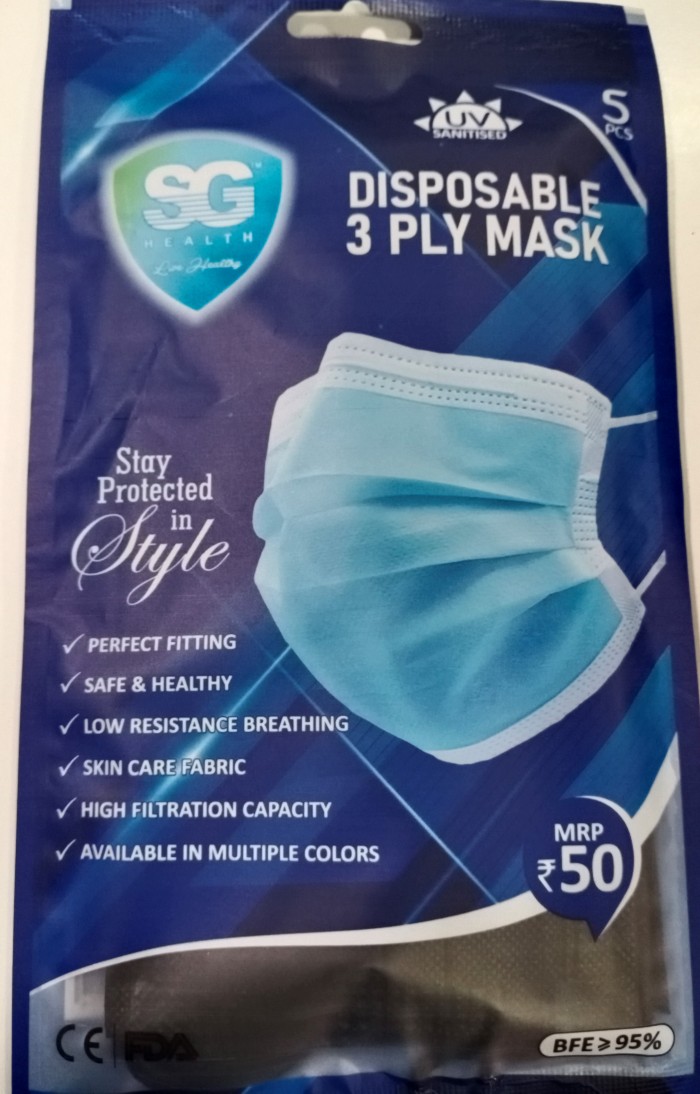 UV
SANITISED
5
PCS
SG™
HEALTH
Live Healthy
DISPOSABLE
3 PLY MASK
Stay
Protected
in
Style
✓ PERFECT FITTING
✓ SAFE & HEALTHY
✓ LOW RESISTANCE BREATHING
✓ SKIN CARE FABRIC
✓ HIGH FILTRATION CAPACITY
✓ AVAILABLE IN MULTIPLE COLORS
MRP
₹50
CE FDA
BFE ≥ 95%